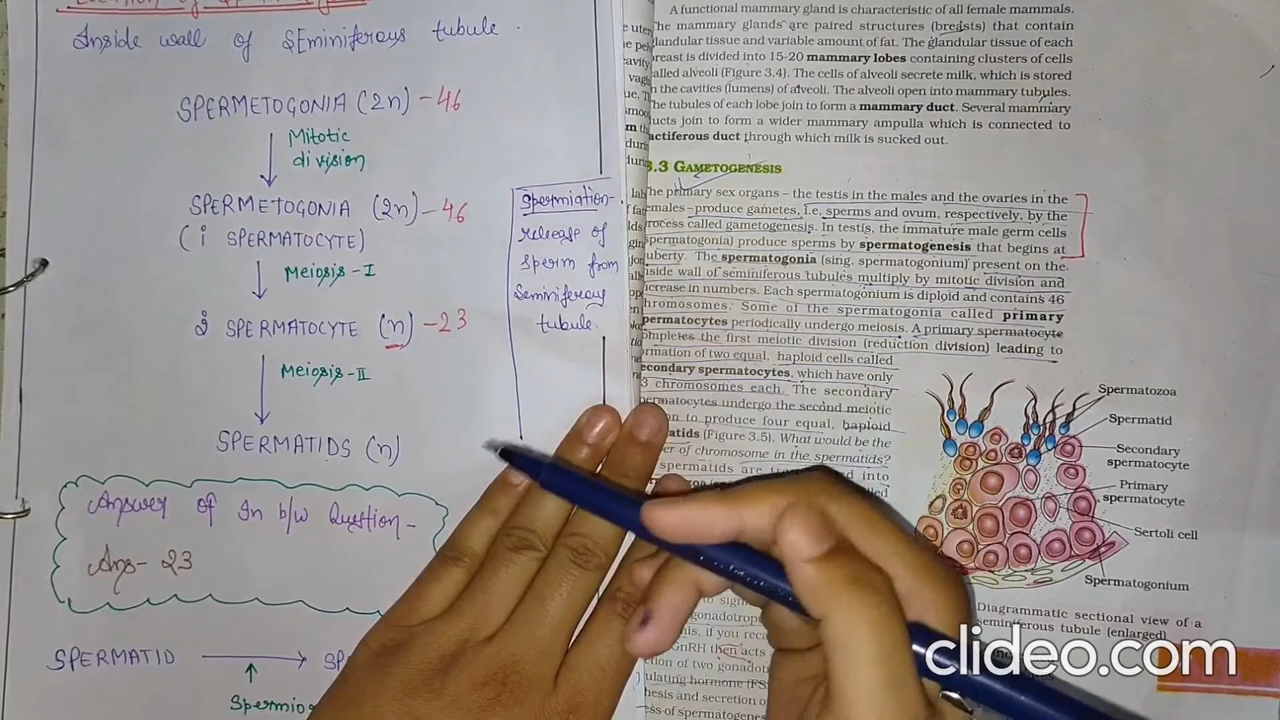 Inside wall of SEminiferous tubule.
SPERMETOGONIA (2n) - 46
Mitotic
division
SPERMETOGONIA (2n) - 46
(i SPERMATOCYTE)
Meiosis-I
SPERMATOCYTE (n) - 23
Meiosis-II
SPERMATIDS (n)
Answer of In b/w Question-
Ans- 23
SPERMATID
spermiation-
release of
sperm from
Seminiferous
tubule.
A functional mammary gland is characteristic of all female mammals.
The mammary glands are paired structures (breasts) that contain
glandular tissue and variable amount of fat. The glandular tissue of each
breast is divided into 15-20 mammary lobes containing clusters of cells
called alveoli (Figure 3.4). The cells of alveoli secrete milk, which is stored
in the cavities (lumens) of alveoli. The alveoli open into mammary tubules.
The tubules of each lobe join to form a mammary duct. Several mammary
ducts join to form a wider mammary ampulla which is connected to
lactiferous duct through which milk is sucked out.
3.3 GAMETOGENESIS
The primary sex organs – the testis in the males and the ovaries in the
females – produce gametes, i.e, sperms and ovum, respectively, by the
process called gametogenesis. In testis, the immature male germ cells
(spermatogonia) produce sperms by spermatogenesis that begins at
puberty. The spermatogonia (sing. spermatogonium) present on the
inside wall of seminiferous tubules multiply by mitotic division and
increase in numbers. Each spermatogonium is diploid and contains 46
chromosomes. Some of the spermatogonia called primary
spermatocytes periodically undergo meiosis. A primary spermatocyte
completes the first meiotic division (reduction division) leading to
formation of two equal, haploid cells called
secondary spermatocytes, which have only
23 chromosomes each. The secondary
spermatocytes undergo the second meiotic
to produce four equal, haploid
(Figure 3.5). What would be the
of chromosome in the spermatids?
spermatids are into
Spermatozoa
Spermatid
Secondary
spermatocyte
Primary
spermatocyte
Sertoli cell
Spermatogonium
Diagrammatic sectional view of a
seminiferous tubule (enlarged)
if you
GnRH then acts
of two
hormone
and secretion
of
clideo.com